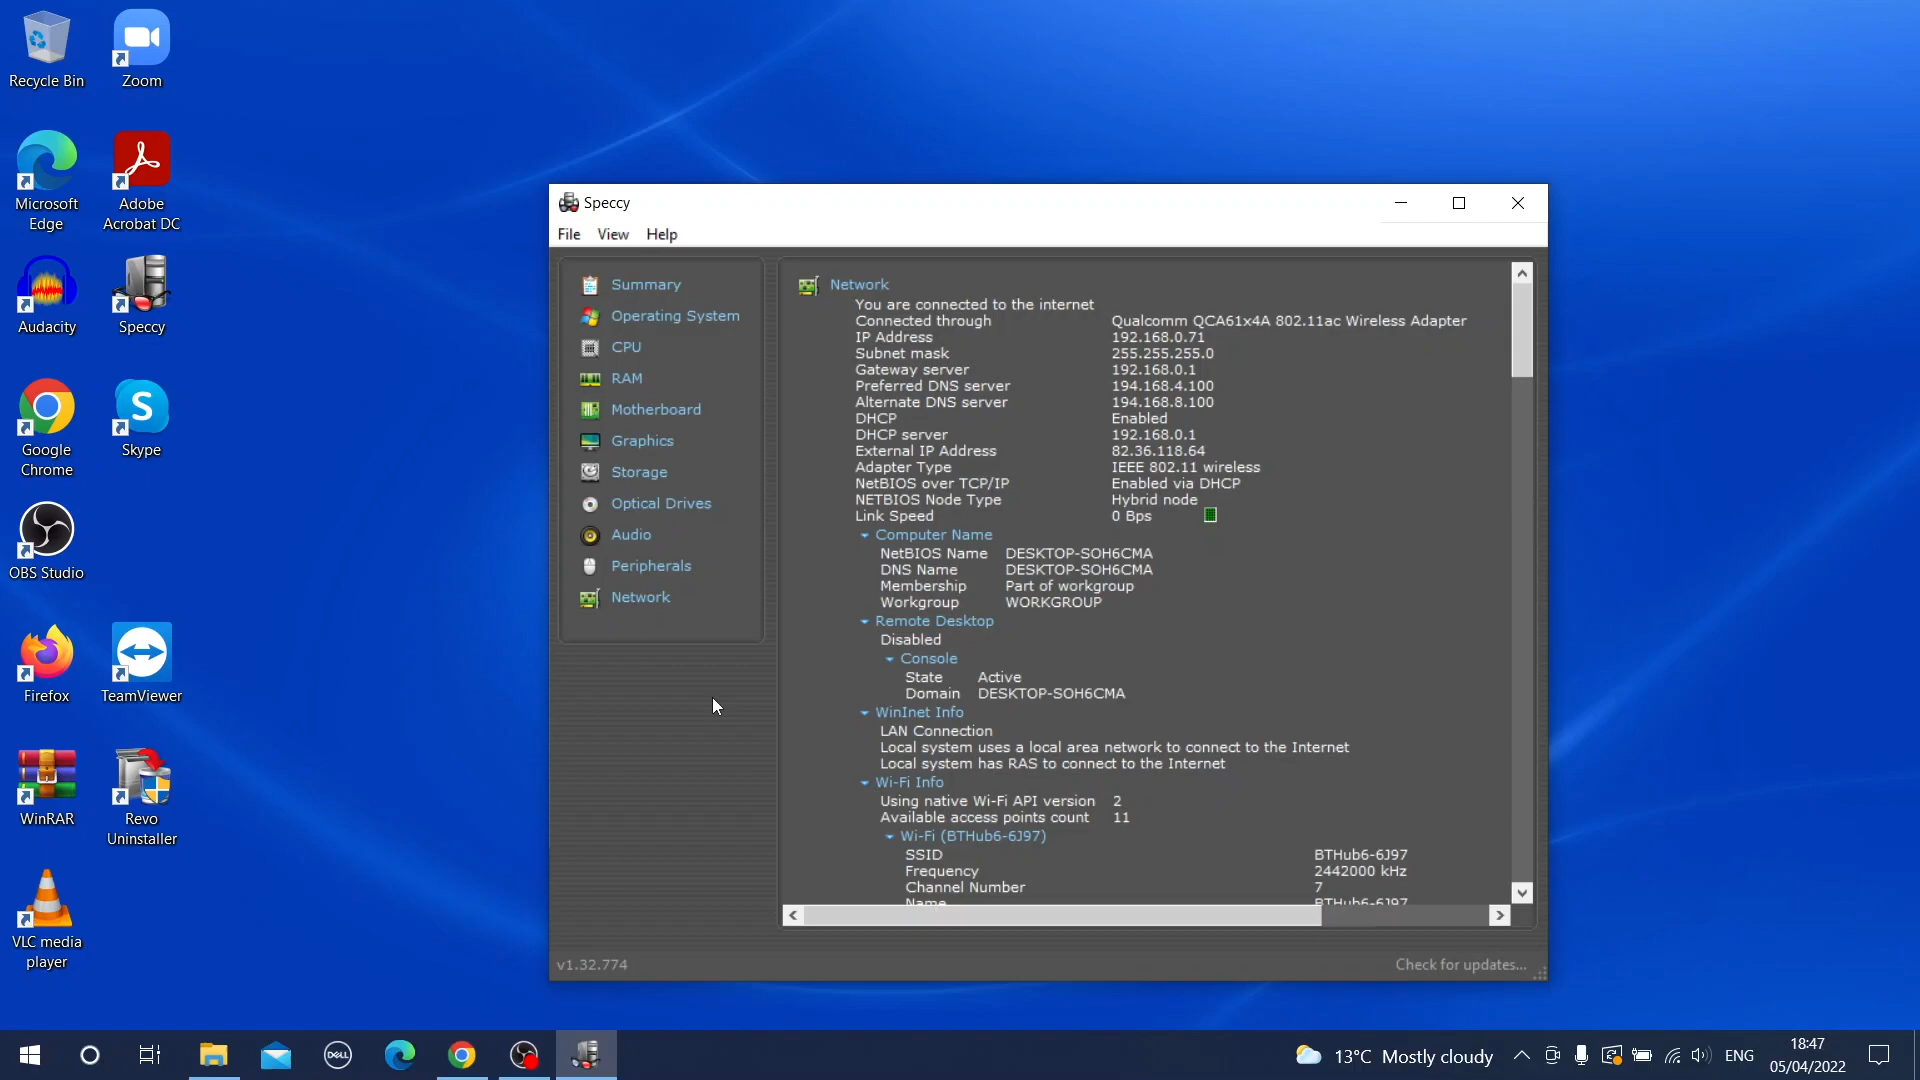 Recycle Bin
Zoom
Microsoft
Edge
Adobe
Acrobat DC
Audacity
Speccy
Google
Chrome
Skype
OBS Studio
Firefox
TeamViewer
WinRAR
Revo
Uninstaller
VLC media
player
Speccy
File View Help
Summary
Operating System
CPU
RAM
Motherboard
Graphics
Storage
Optical Drives
Audio
Peripherals
Network
Network
You are connected to the internet
Connected through Qualcomm QCA61x4A 802.11ac Wireless Adapter
IP Address 192.168.0.71
Subnet mask 255.255.255.0
Gateway server 192.168.0.1
Preferred DNS server 194.168.4.100
Alternate DNS server 194.168.8.100
DHCP Enabled
DHCP server 192.168.0.1
External IP Address 82.36.118.64
Adapter Type IEEE 802.11 wireless
NetBIOS over TCP/IP Enabled via DHCP
NETBIOS Node Type Hybrid node
Link Speed 0 Bps
Computer Name
NetBIOS Name DESKTOP-SOH6CMA
DNS Name DESKTOP-SOH6CMA
Membership Part of workgroup
Workgroup WORKGROUP
Remote Desktop
Disabled
Console
State Active
Domain DESKTOP-SOH6CMA
WinInet Info
LAN Connection
Local system uses a local area network to connect to the Internet
Local system has RAS to connect to the Internet
Wi-Fi Info
Using native Wi-Fi API version 2
Available access points count 11
Wi-Fi (BTHub6-6J97)
SSID BTHub6-6J97
Frequency 2442000 kHz
Channel Number 7
Name BTHub6-6J97
v1.32.774
Check for updates...
DELL
13°C Mostly cloudy
ENG
18:47
05/04/2022